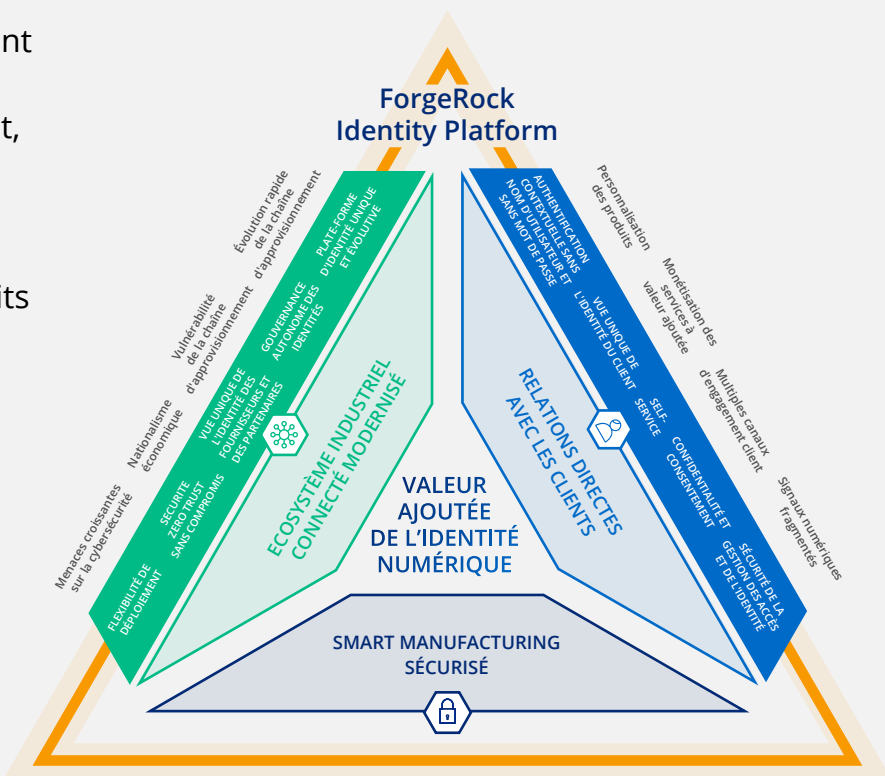 nt
t,
its
ForgeRock
Identity Platform
Évolution rapide
de la chaîne
d'approvisionnement
Vulnérabilité
de la chaîne
d'approvisionnement
Nationalisme
économique
Menaces croissantes
sur la cybersécurité
PLATE-FORME
D'IDENTITÉ UNIQUE
ET ÉVOLUTIVE
GOUVERNANCE
AUTONOME DES
IDENTITÉS
VUE UNIQUE DE
L'IDENTITÉ DES
FOURNISSEURS ET
DES PARTENAIRES
SECURITE
ZERO TRUST
SANS COMPROMIS
FLEXIBILITÉ DE
DÉPLOIEMENT
ECOSYSTÈME INDUSTRIEL
CONNECTÉ MODERNISÉ
AUTHENTIFICATION
CONTEXTUELLE SANS
NOM D'UTILISATEUR ET
SANS MOT DE PASSE
VUE UNIQUE DE
L'IDENTITÉ DU CLIENT
SELF-
SERVICE
CONFIDENTIALITÉ ET
CONSENTEMENT
SÉCURITÉ DE LA
GESTION DES ACCÈS
ET DE L'IDENTITÉ
Personnalisation
des produits
Monétisation des
services à
valeur ajoutée
Multiples canaux
d'engagement client
Signaux numériques
fragmentés
RELATIONS DIRECTES
AVEC LES CLIENTS
VALEUR
AJOUTÉE
DE L'IDENTITÉ
NUMÉRIQUE
SMART MANUFACTURING
SÉCURISÉ